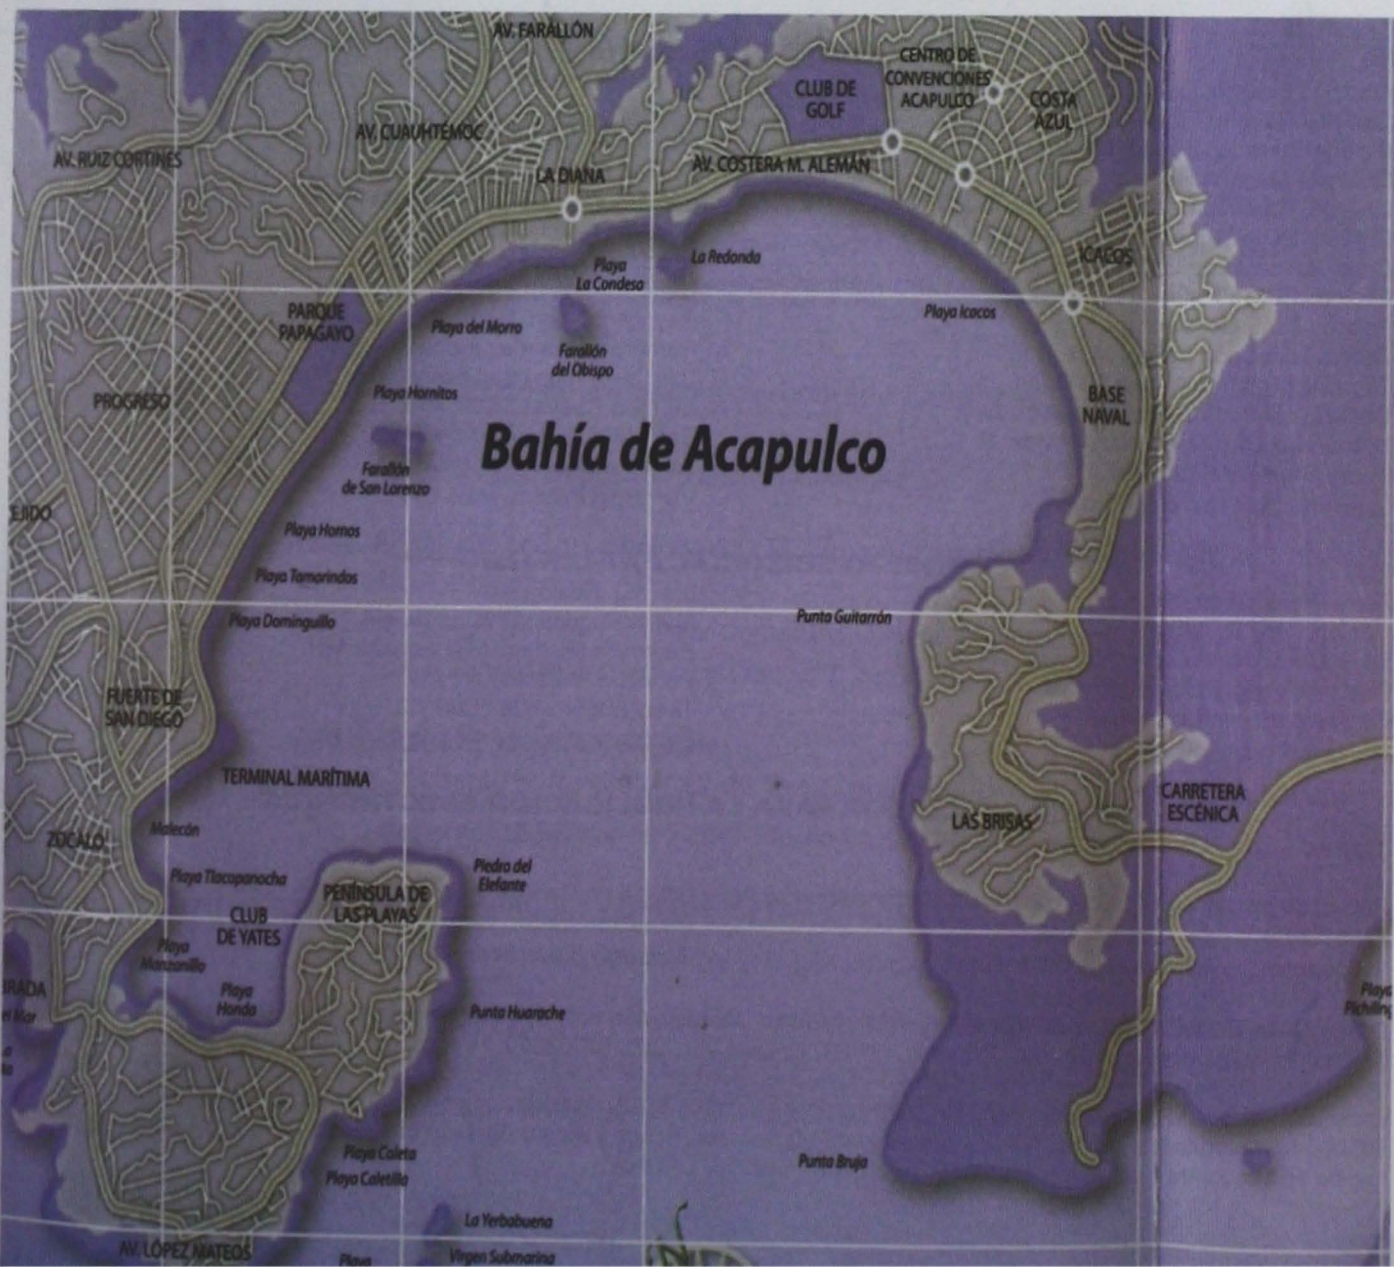 AV. FARALLÓN
CENTRO DE
CONVENCIONES
ACAPULCO
CLUB DE
GOLF
COSTA
AZUL
AV. CUAUHTÉMOC
AV. RUIZ CORTINES
AV. COSTERA M. ALEMÁN
LA DIANA
La Redonda
ICACOS
Playa
La Condesa
PARQUE
PAPAGAYO
Playa Icacos
Playa del Morro
Farallón
del Obispo
Playa Hornitos
PROGRESO
BASE
NAVAL
Bahía de Acapulco
Farallón
de San Lorenzo
EJIDO
Playa Hornos
Playa Tamarindos
Playa Dominguillo
Punta Guitarrón
FUERTE DE
SAN DIEGO
TERMINAL MARÍTIMA
CARRETERA
ESCÉNICA
LAS BRISAS
Malecón
ZÓCALO
Playa Tlacopanocha
Piedra del
Elefante
PENÍNSULA DE
LAS PLAYAS
CLUB
DE YATES
Playa
Manzanillo
BRADA
el Mar
Playa
Honda
Punta Huarache
Playa
Playa Caleta
Playa Caletilla
Punta Bruja
La Yerbabuena
AV. LÓPEZ MATEOS
Playa
Virgen Submarina